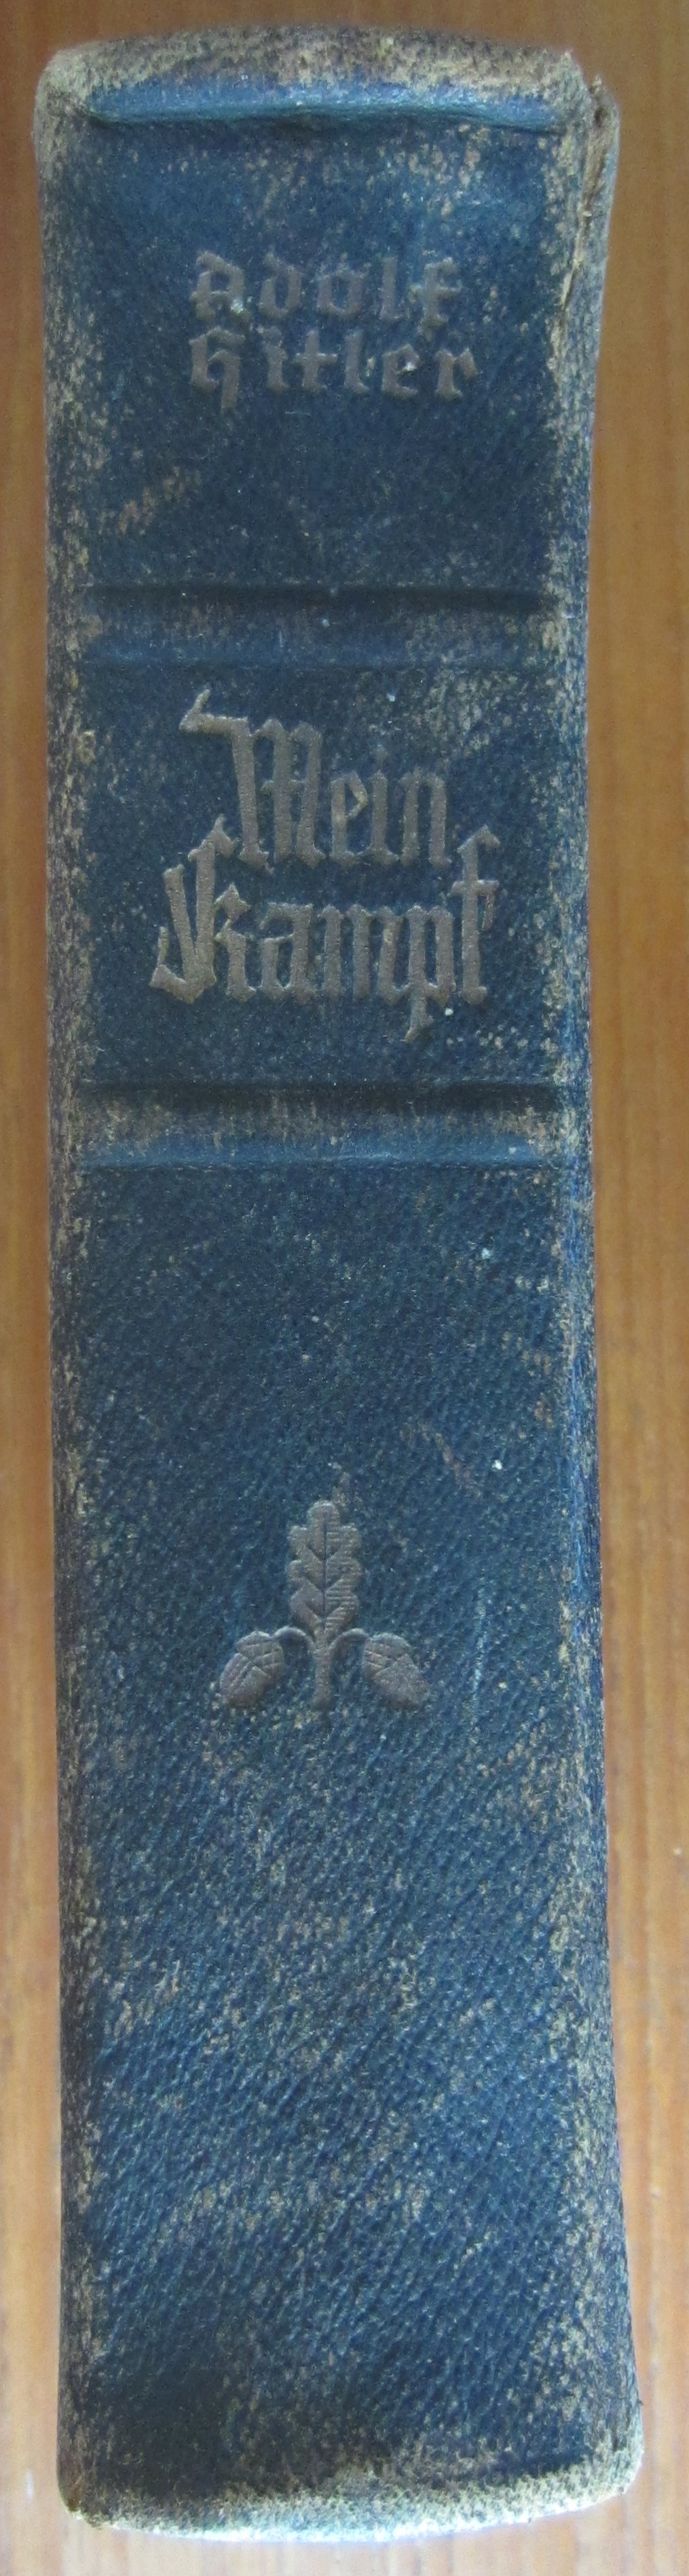 Adolf
Hitler
Mein
Kampf